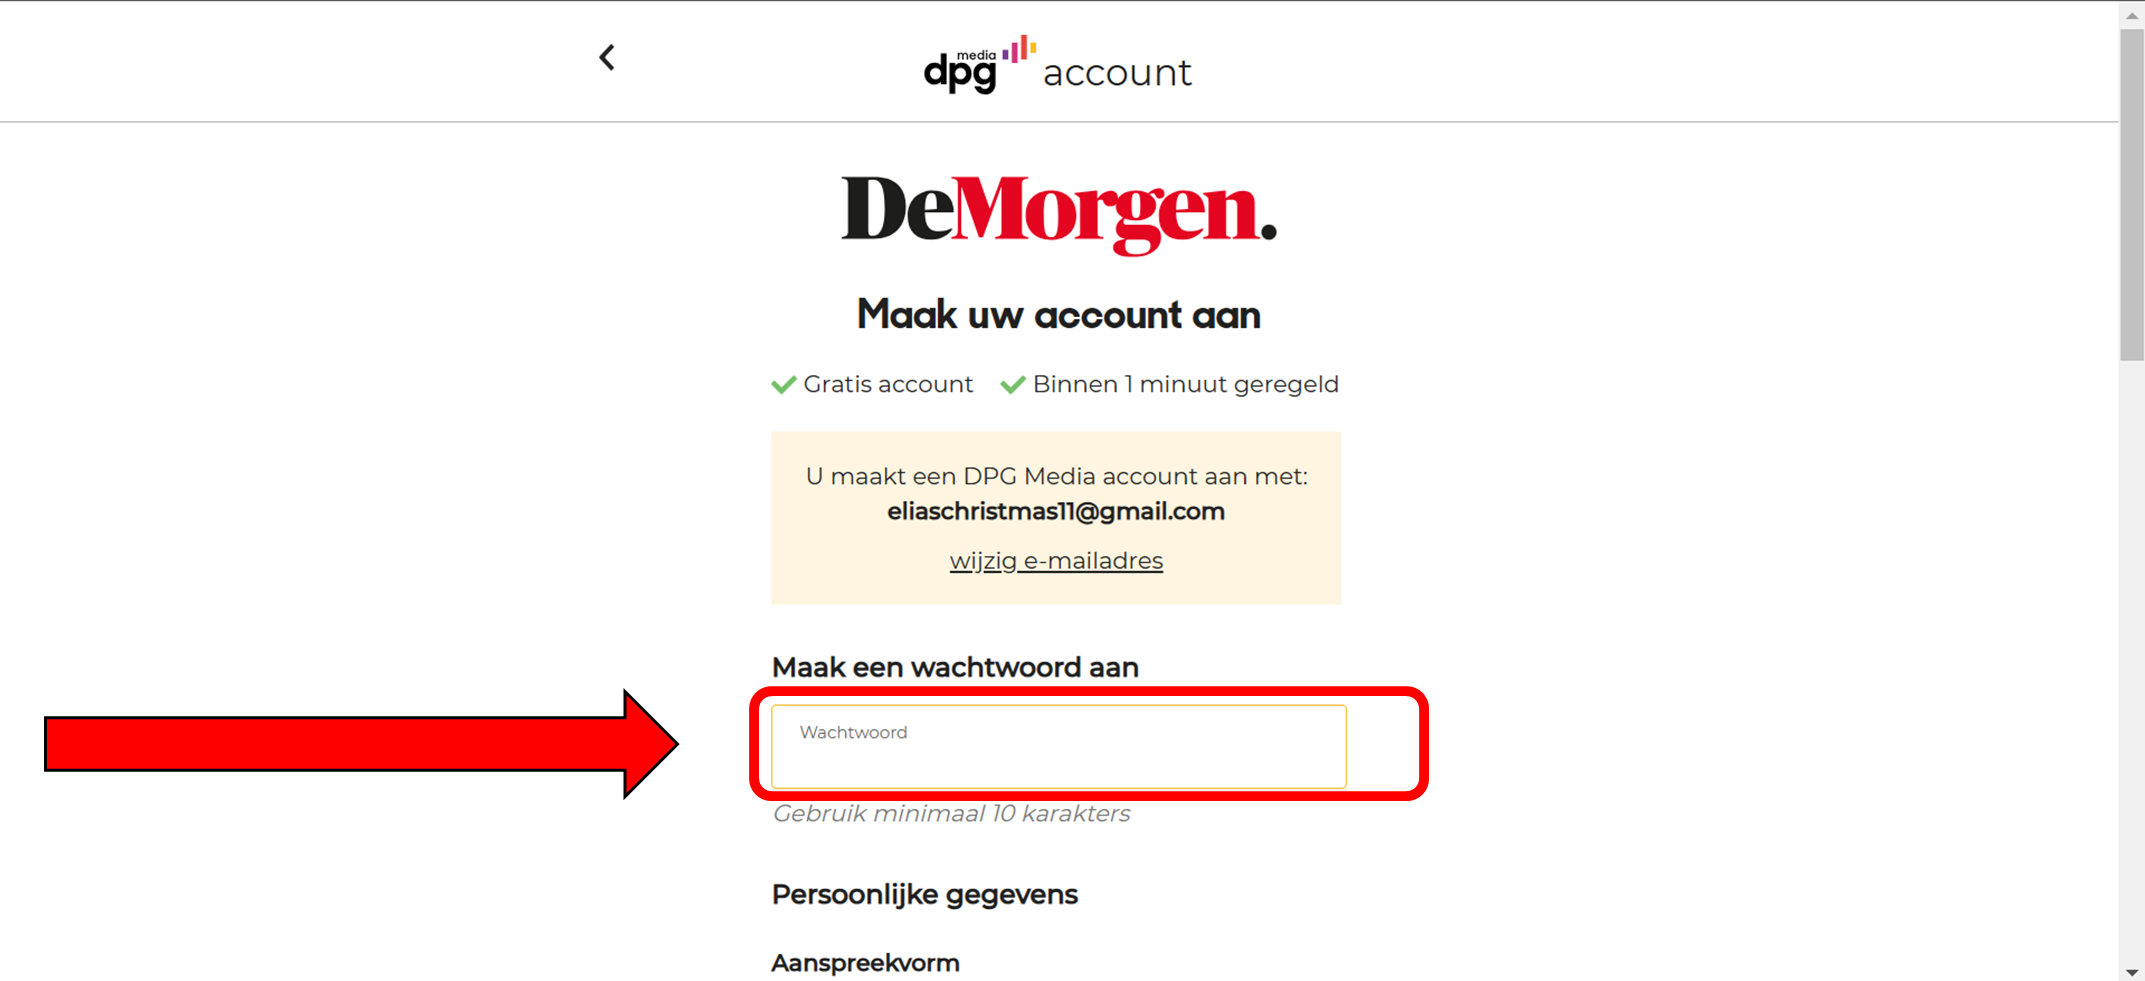 dpg media account
DeMorgen.
Maak uw account aan
Gratis account Binnen 1 minuut geregeld
U maakt een DPG Media account aan met:
eliaschristmas11@gmail.com
wijzig e-mailadres
Maak een wachtwoord aan
Wachtwoord
Gebruik minimaal 10 karakters
Persoonlijke gegevens
Aanspreekvorm